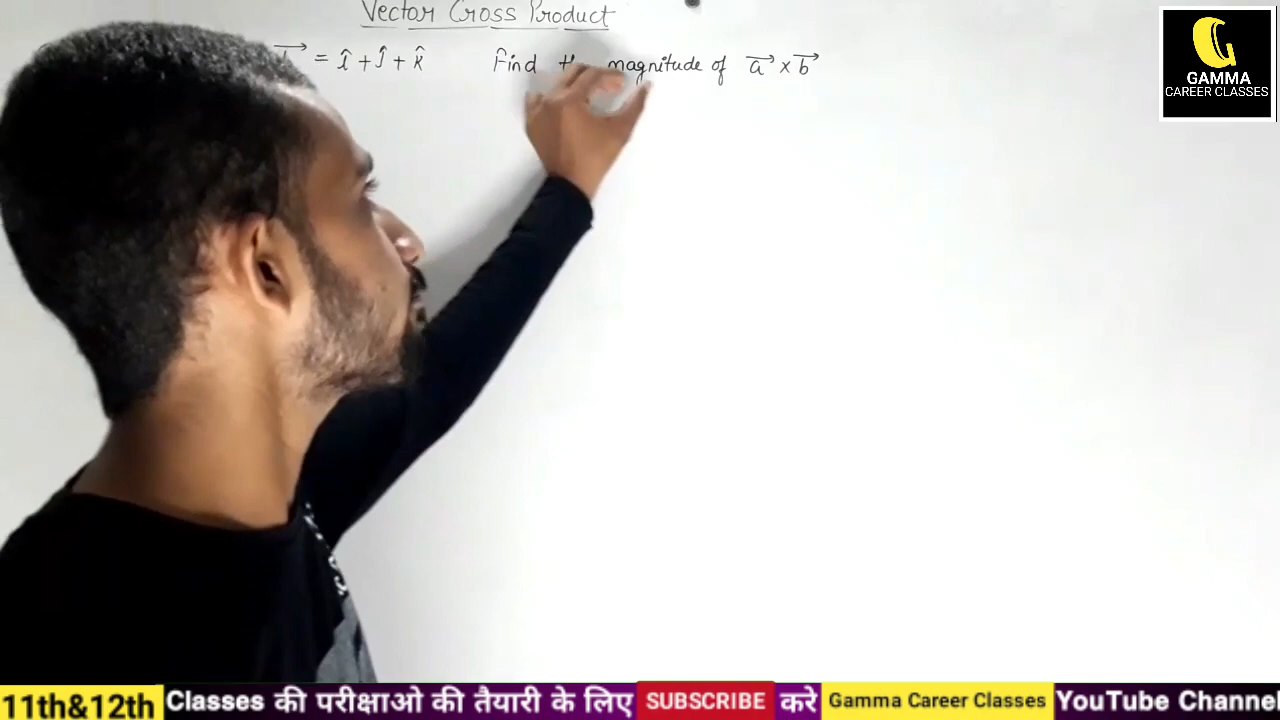 Vector Cross Product
= î + ĵ + k̂ Find magnitude of a⃗ × b⃗
GAMMA
CAREER CLASSES
11th&12th Classes की परीक्षाओ की तैयारी के लिए SUBSCRIBE करे Gamma Career Classes YouTube Channel